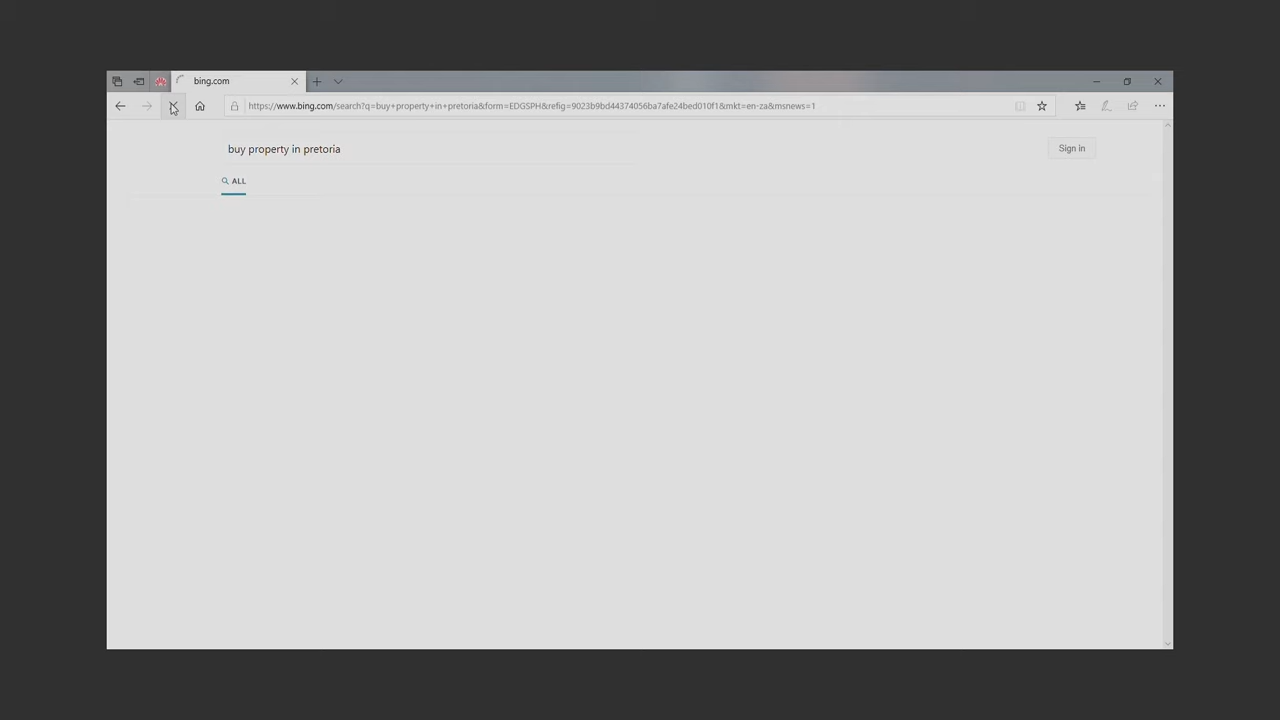 bing.com
https://www.bing.com/search?q=buy+property+in+pretoria&form=EDGSPH&refig=9023b9bd44374056ba7afe24bed010f1&mkt=en-za&msnews=1
buy property in pretoria
Sign in
ALL